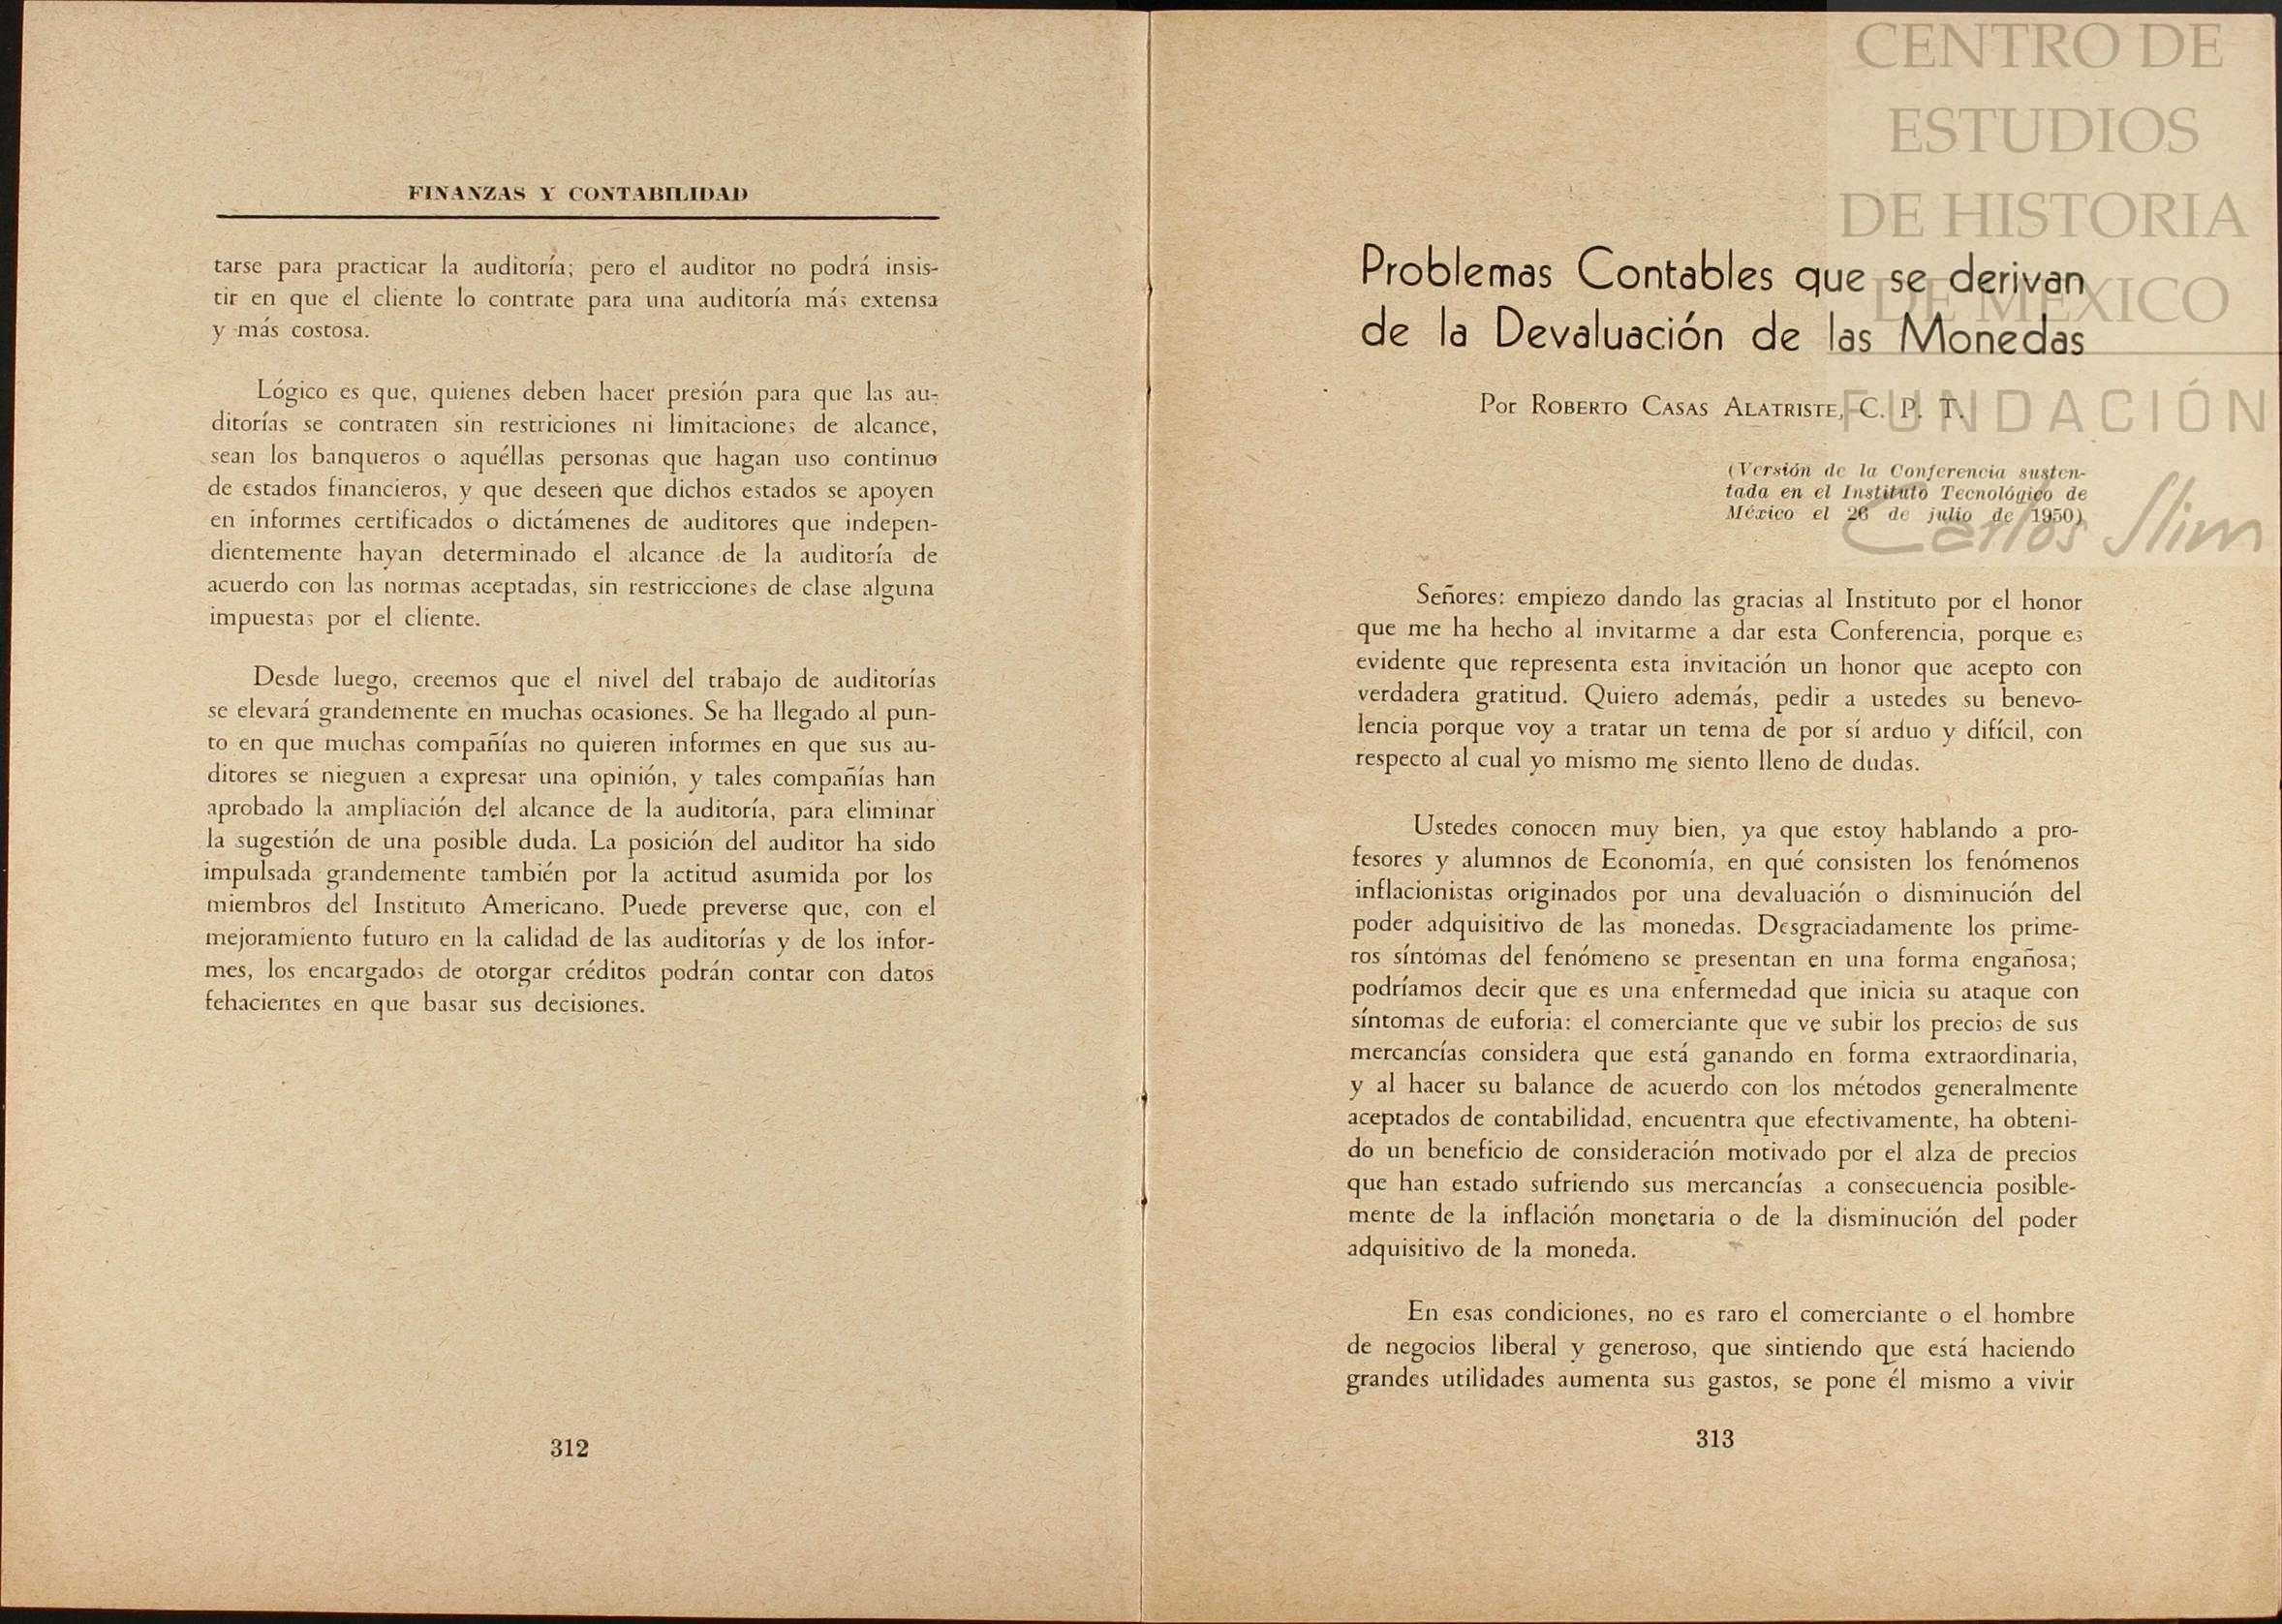 FINANZAS Y CONTABILIDAD
tarse para practicar la auditoría; pero el auditor no podrá insis-
tir en que el cliente lo contrate para una auditoría más extensa
y más costosa.
Lógico es que, quienes deben hacer presión para que las au-
ditorías se contraten sin restriciones ni limitaciones de alcance,
sean los banqueros o aquéllas personas que hagan uso continuo
de estados financieros, y que deseen que dichos estados se apoyen
en informes certificados o dictámenes de auditores que indepen-
dientemente hayan determinado el alcance de la auditoría de
acuerdo con las normas aceptadas, sin restricciones de clase alguna
impuestas por el cliente.
Desde luego, creemos que el nivel del trabajo de auditorías
se elevará grandemente en muchas ocasiones. Se ha llegado al pun-
to en que muchas compañías no quieren informes en que sus au-
ditores se nieguen a expresar una opinión, y tales compañías han
aprobado la ampliación del alcance de la auditoría, para eliminar
la sugestión de una posible duda. La posición del auditor ha sido
impulsada grandemente también por la actitud asumida por los
miembros del Instituto Americano. Puede preverse que, con el
mejoramiento futuro en la calidad de las auditorías y de los infor-
mes, los encargados de otorgar créditos podrán contar con datos
fehacientes en que basar sus decisiones.
312
CENTRO DE
ESTUDIOS
DE HISTORIA
DE MÉXICO
FUNDACIÓN
Carlos Slim
Problemas Contables que se derivan
de la Devaluación de las Monedas
Por ROBERTO CASAS ALATRISTE, C. P. T.
(Versión de la Conferencia susten-
tada en el Instituto Tecnológico de
México el 26 de julio de 1950)
Señores: empiezo dando las gracias al Instituto por el honor
que me ha hecho al invitarme a dar esta Conferencia, porque es
evidente que representa esta invitación un honor que acepto con
verdadera gratitud. Quiero además, pedir a ustedes su benevo-
lencia porque voy a tratar un tema de por sí arduo y difícil, con
respecto al cual yo mismo me siento lleno de dudas.
Ustedes conocen muy bien, ya que estoy hablando a pro-
fesores y alumnos de Economía, en qué consisten los fenómenos
inflacionistas originados por una devaluación o disminución del
poder adquisitivo de las monedas. Desgraciadamente los prime-
ros síntómas del fenómeno se presentan en una forma engañosa;
podríamos decir que es una enfermedad que inicia su ataque con
síntomas de euforia: el comerciante que ve subir los precios de sus
mercancías considera que está ganando en forma extraordinaria,
y al hacer su balance de acuerdo con los métodos generalmente
aceptados de contabilidad, encuentra que efectivamente, ha obteni-
do un beneficio de consideración motivado por el alza de precios
que han estado sufriendo sus mercancías a consecuencia posible-
mente de la inflación monetaria o de la disminución del poder
adquisitivo de la moneda.
En esas condiciones, no es raro el comerciante o el hombre
de negocios liberal y generoso, que sintiendo que está haciendo
grandes utilidades aumenta sus gastos, se pone él mismo a vivir
313